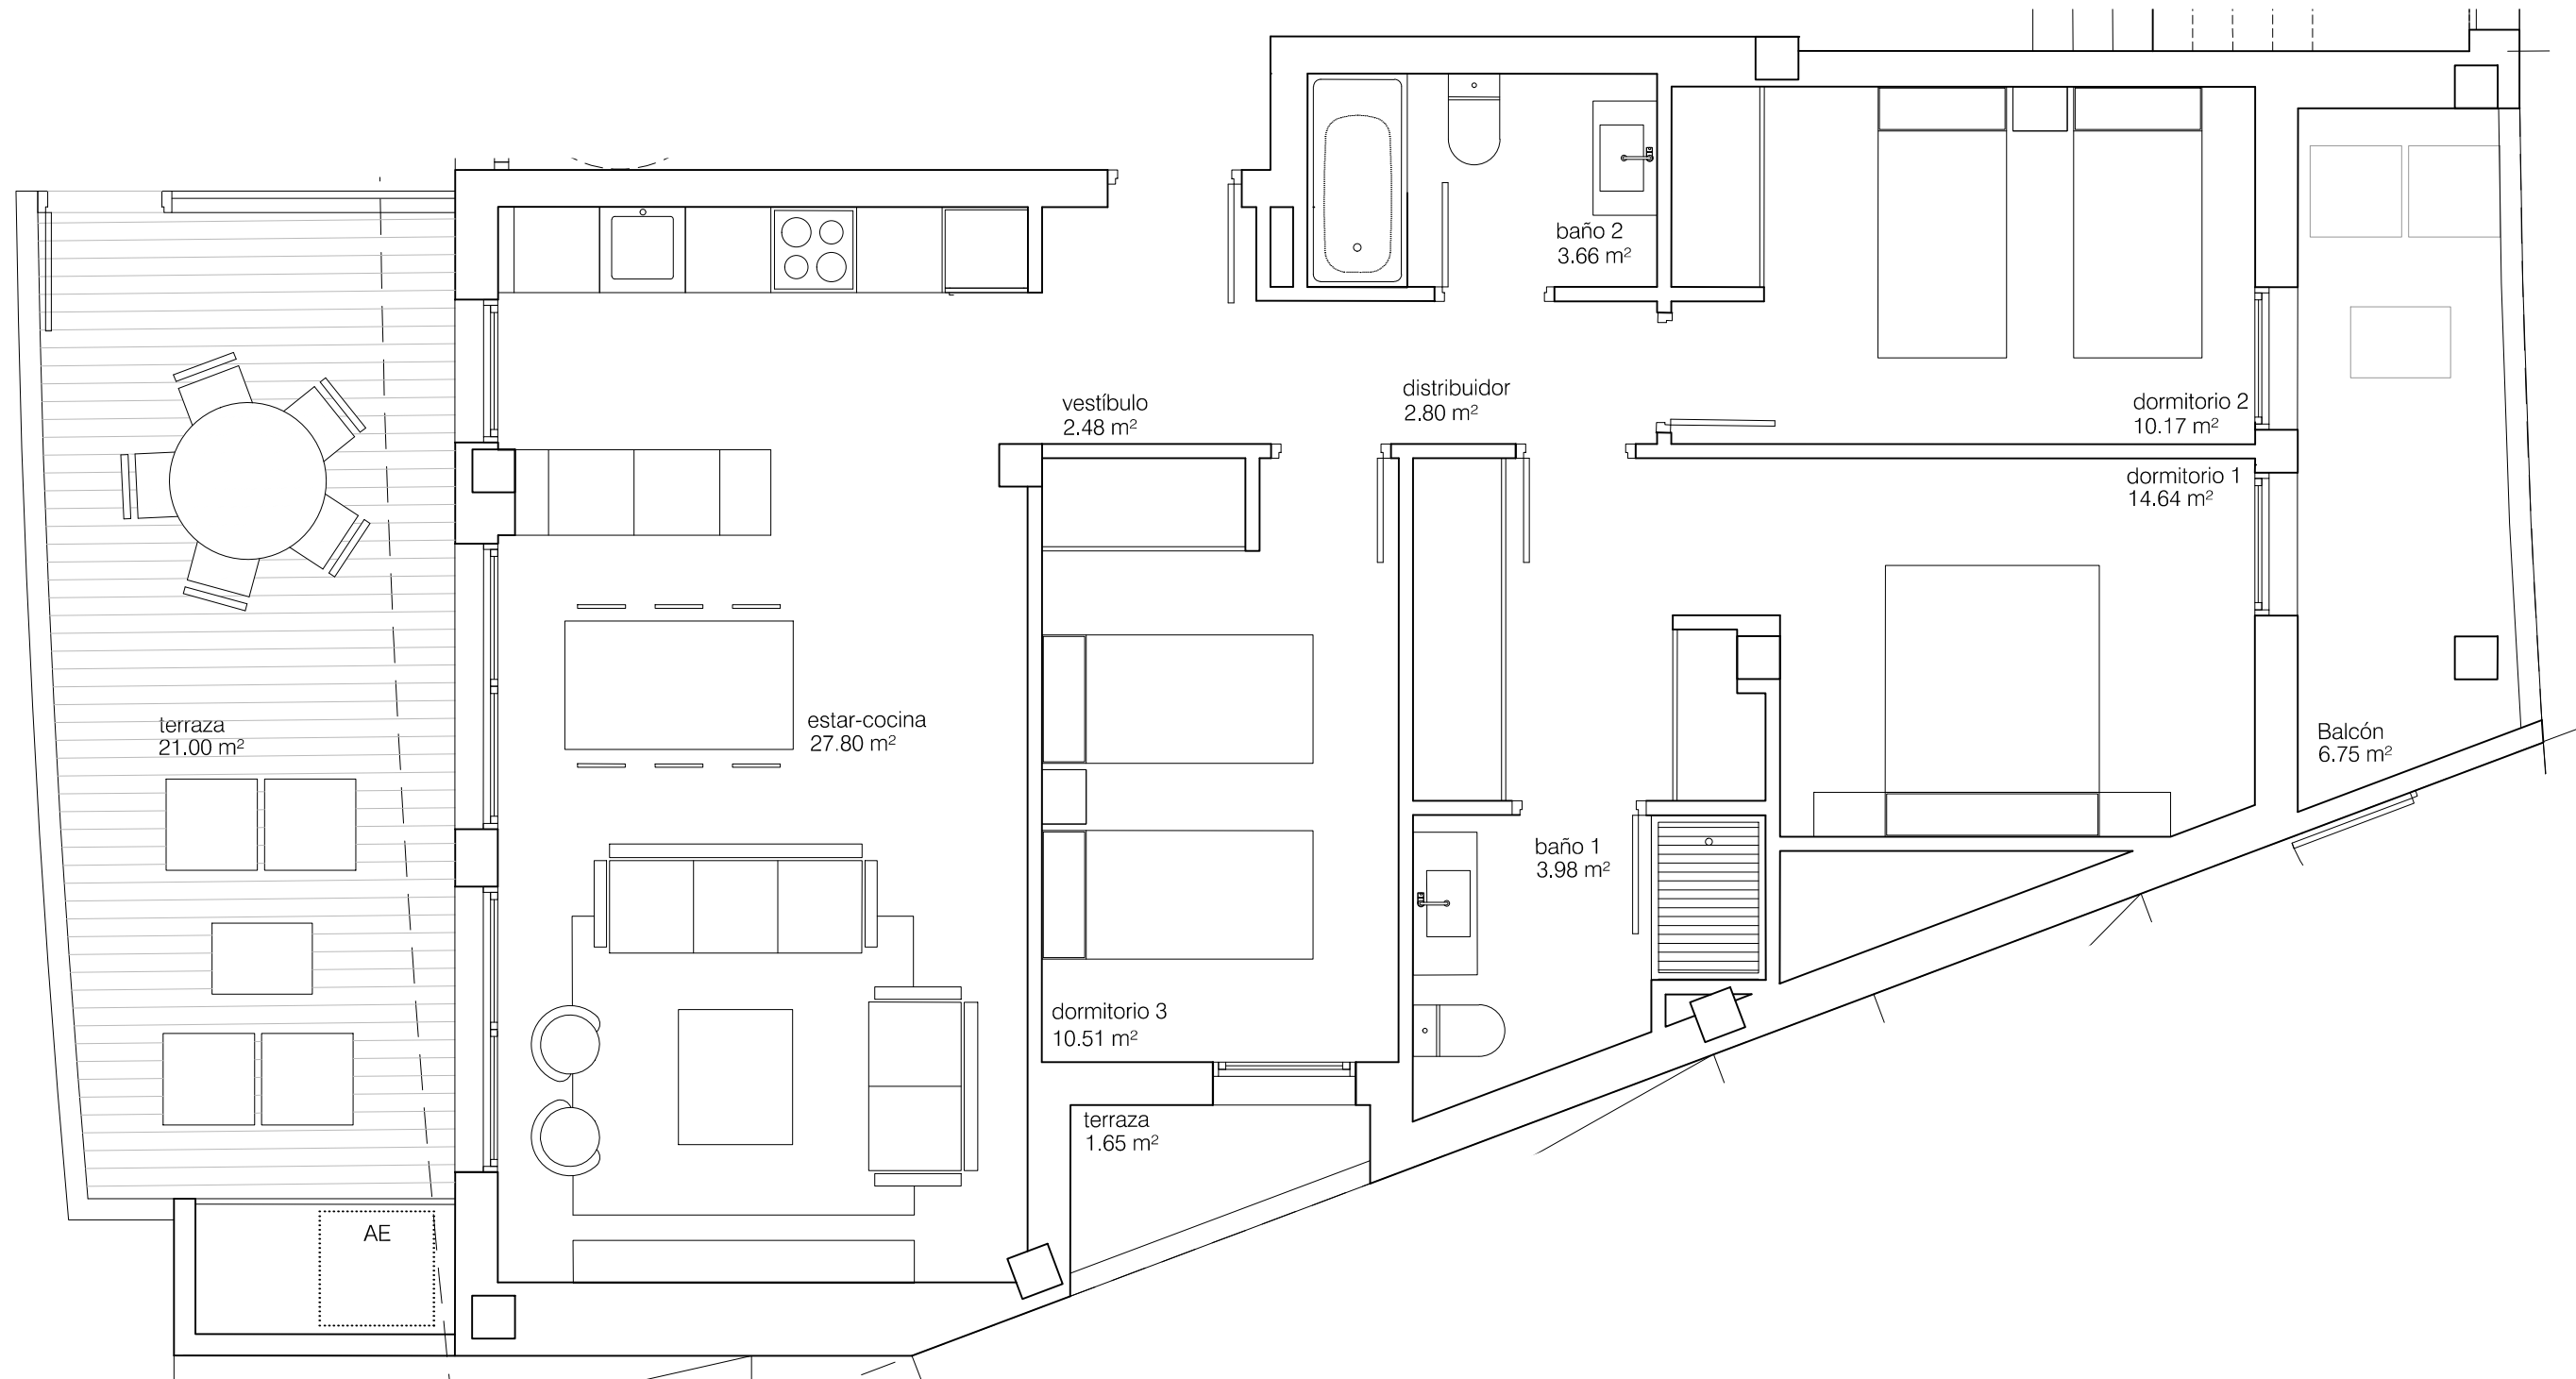 baño 2
3.66 m²
distribuidor
2.80 m²
vestíbulo
2.48 m²
dormitorio 2
10.17 m²
dormitorio 1
14.64 m²
terraza
21.00 m²
estar-cocina
27.80 m²
Balcón
6.75 m²
baño 1
3.98 m²
dormitorio 3
10.51 m²
terraza
1.65 m²
AE